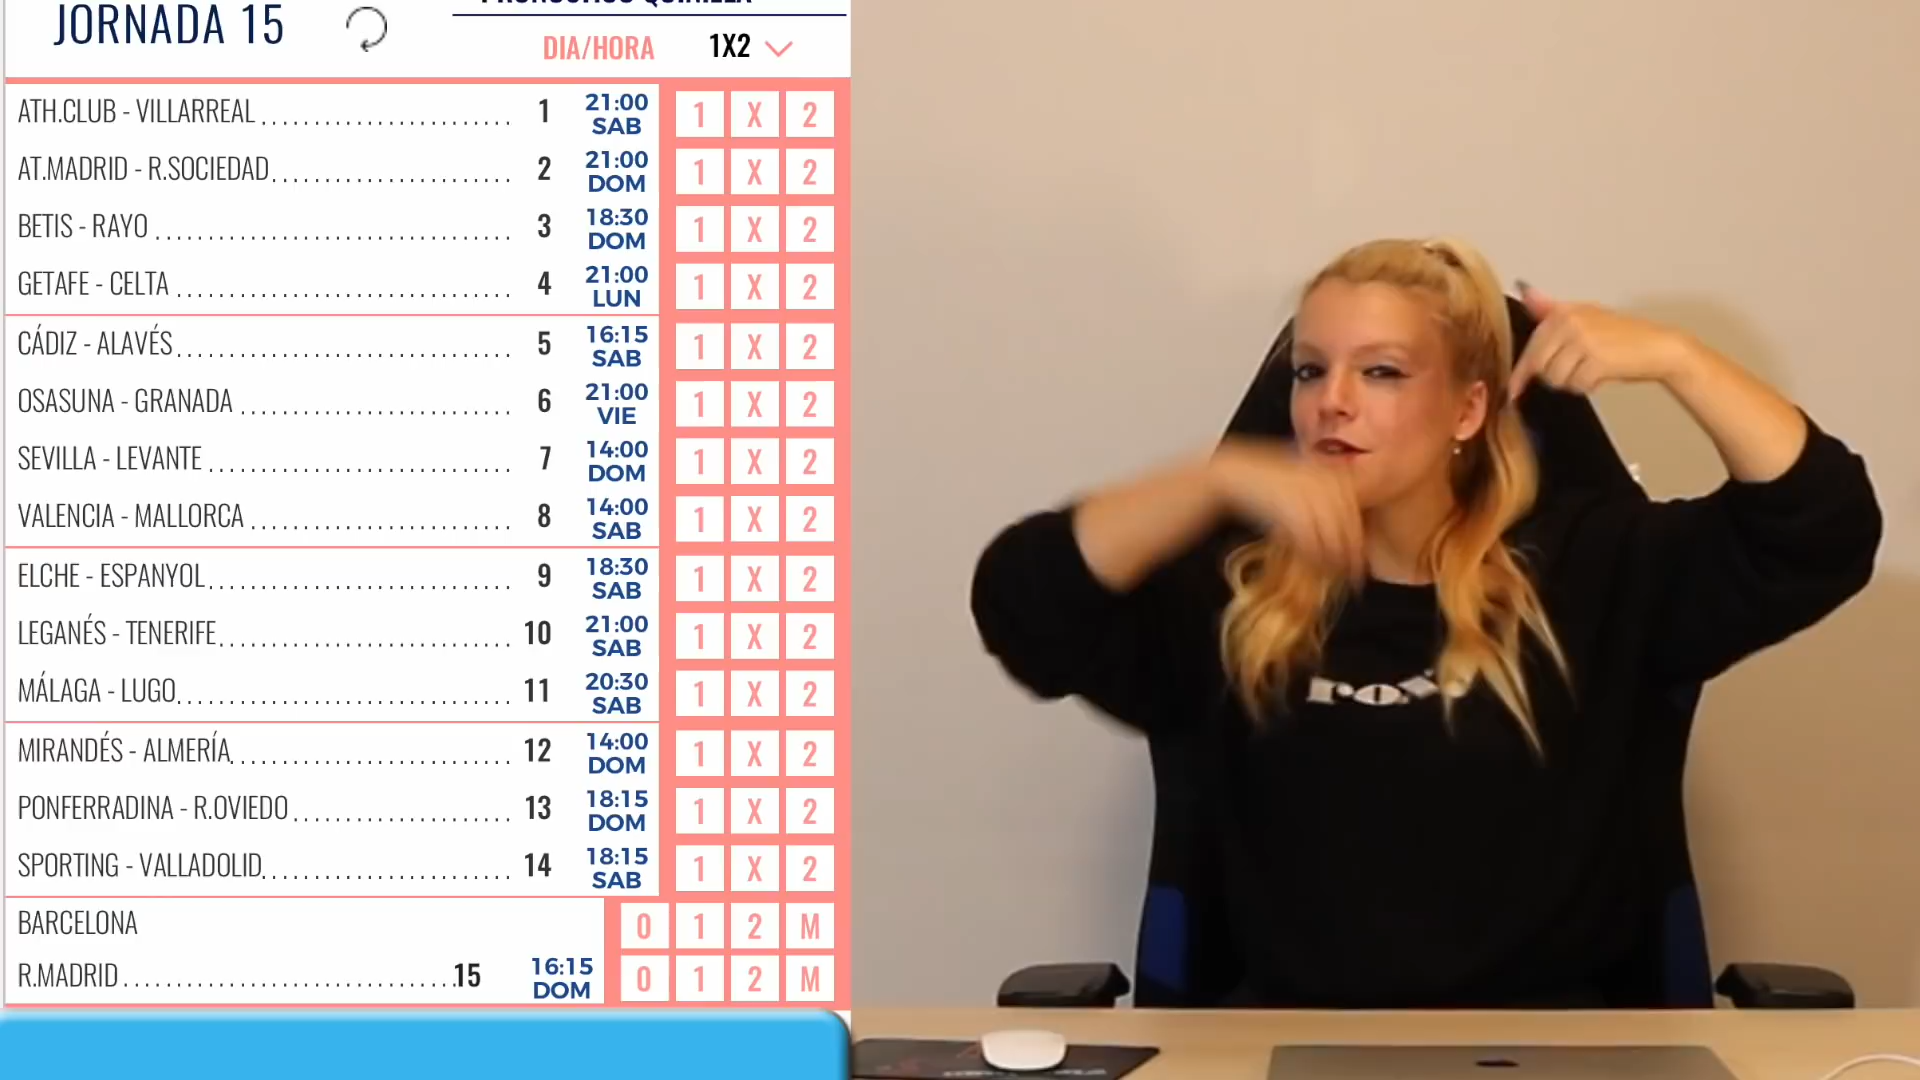 JORNADA 15
DIA/HORA 1X2
ATH.CLUB - VILLARREAL 1 21:00 SAB 1 X 2
AT.MADRID - R.SOCIEDAD 2 21:00 DOM 1 X 2
BETIS - RAYO 3 18:30 DOM 1 X 2
GETAFE - CELTA 4 21:00 LUN 1 X 2
CÁDIZ - ALAVÉS 5 16:15 SAB 1 X 2
OSASUNA - GRANADA 6 21:00 VIE 1 X 2
SEVILLA - LEVANTE 7 14:00 DOM 1 X 2
VALENCIA - MALLORCA 8 14:00 SAB 1 X 2
ELCHE - ESPANYOL 9 18:30 SAB 1 X 2
LEGANÉS - TENERIFE 10 21:00 SAB 1 X 2
MÁLAGA - LUGO 11 20:30 SAB 1 X 2
MIRANDÉS - ALMERÍA 12 14:00 DOM 1 X 2
PONFERRADINA - R.OVIEDO 13 18:15 DOM 1 X 2
SPORTING - VALLADOLID 14 18:15 SAB 1 X 2
BARCELONA 0 1 2 M
R.MADRID 15 16:15 DOM 0 1 2 M